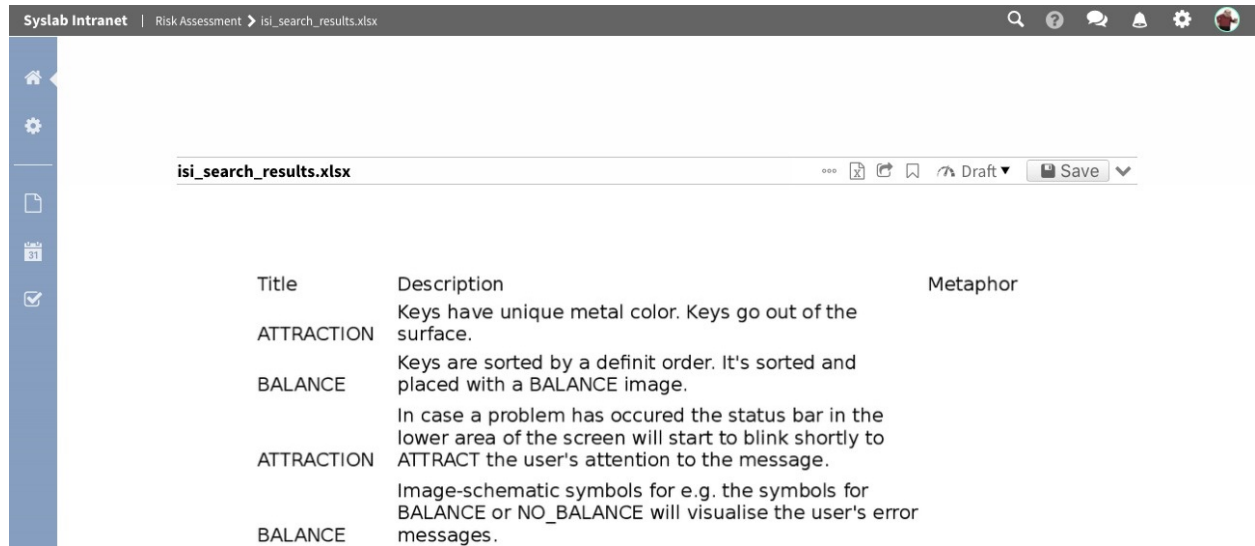 Syslab Intranet | Risk Assessment ❯ isi_search_results.xlsx
31
isi_search_results.xlsx
Draft ▼ Save
Title Description Metaphor
Keys have unique metal color. Keys go out of the
ATTRACTION surface.
Keys are sorted by a definit order. It's sorted and
BALANCE placed with a BALANCE image.
In case a problem has occured the status bar in the
lower area of the screen will start to blink shortly to
ATTRACTION ATTRACT the user's attention to the message.
Image-schematic symbols for e.g. the symbols for
BALANCE or NO_BALANCE will visualise the user's error
BALANCE messages.